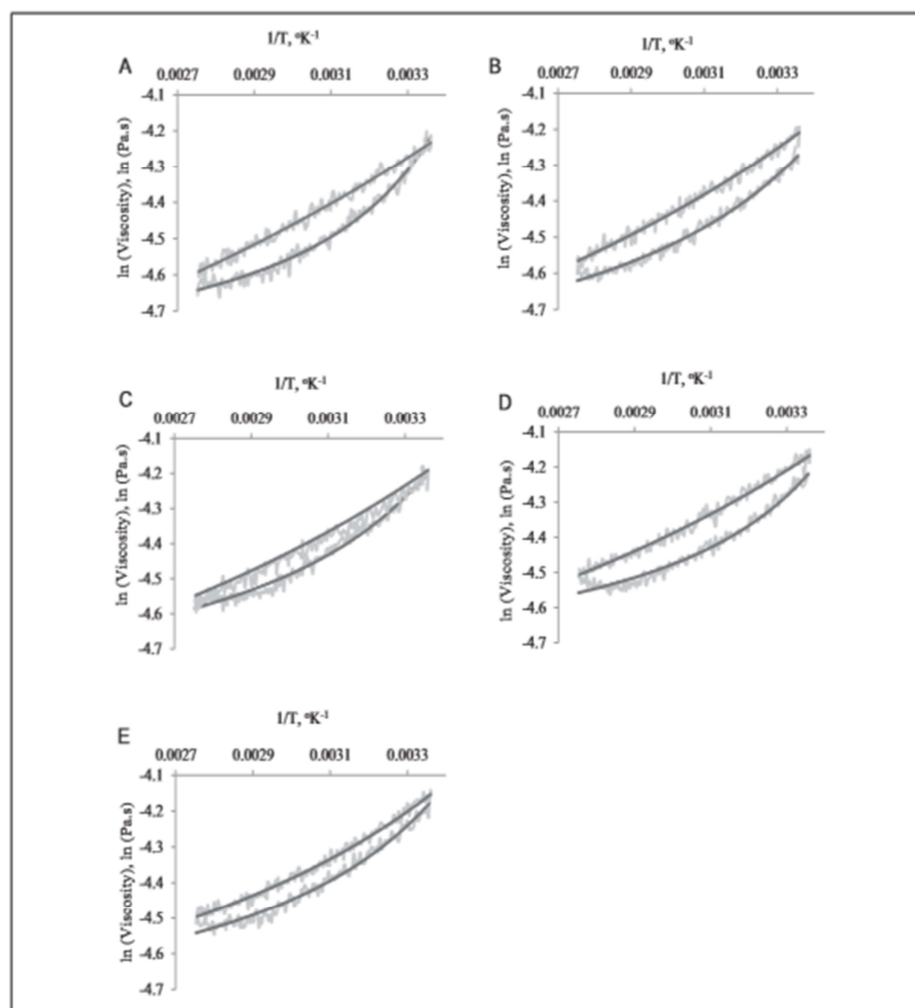 1/T, °K-1
A 0.0027 0.0029 0.0031 0.0033
-4.1
-4.2
-4.3
-4.4
-4.5
-4.6
-4.7
ln (Viscosity), ln (Pa.s)
1/T, °K-1
B 0.0027 0.0029 0.0031 0.0033
-4.1
-4.2
-4.3
-4.4
-4.5
-4.6
-4.7
ln (Viscosity), ln (Pa.s)
1/T, °K-1
C 0.0027 0.0029 0.0031 0.0033
-4.1
-4.2
-4.3
-4.4
-4.5
-4.6
-4.7
ln (Viscosity), ln (Pa.s)
1/T, °K-1
D 0.0027 0.0029 0.0031 0.0033
-4.1
-4.2
-4.3
-4.4
-4.5
-4.6
-4.7
ln (Viscosity), ln (Pa.s)
1/T, °K-1
E 0.0027 0.0029 0.0031 0.0033
-4.1
-4.2
-4.3
-4.4
-4.5
-4.6
-4.7
ln (Viscosity), ln (Pa.s)